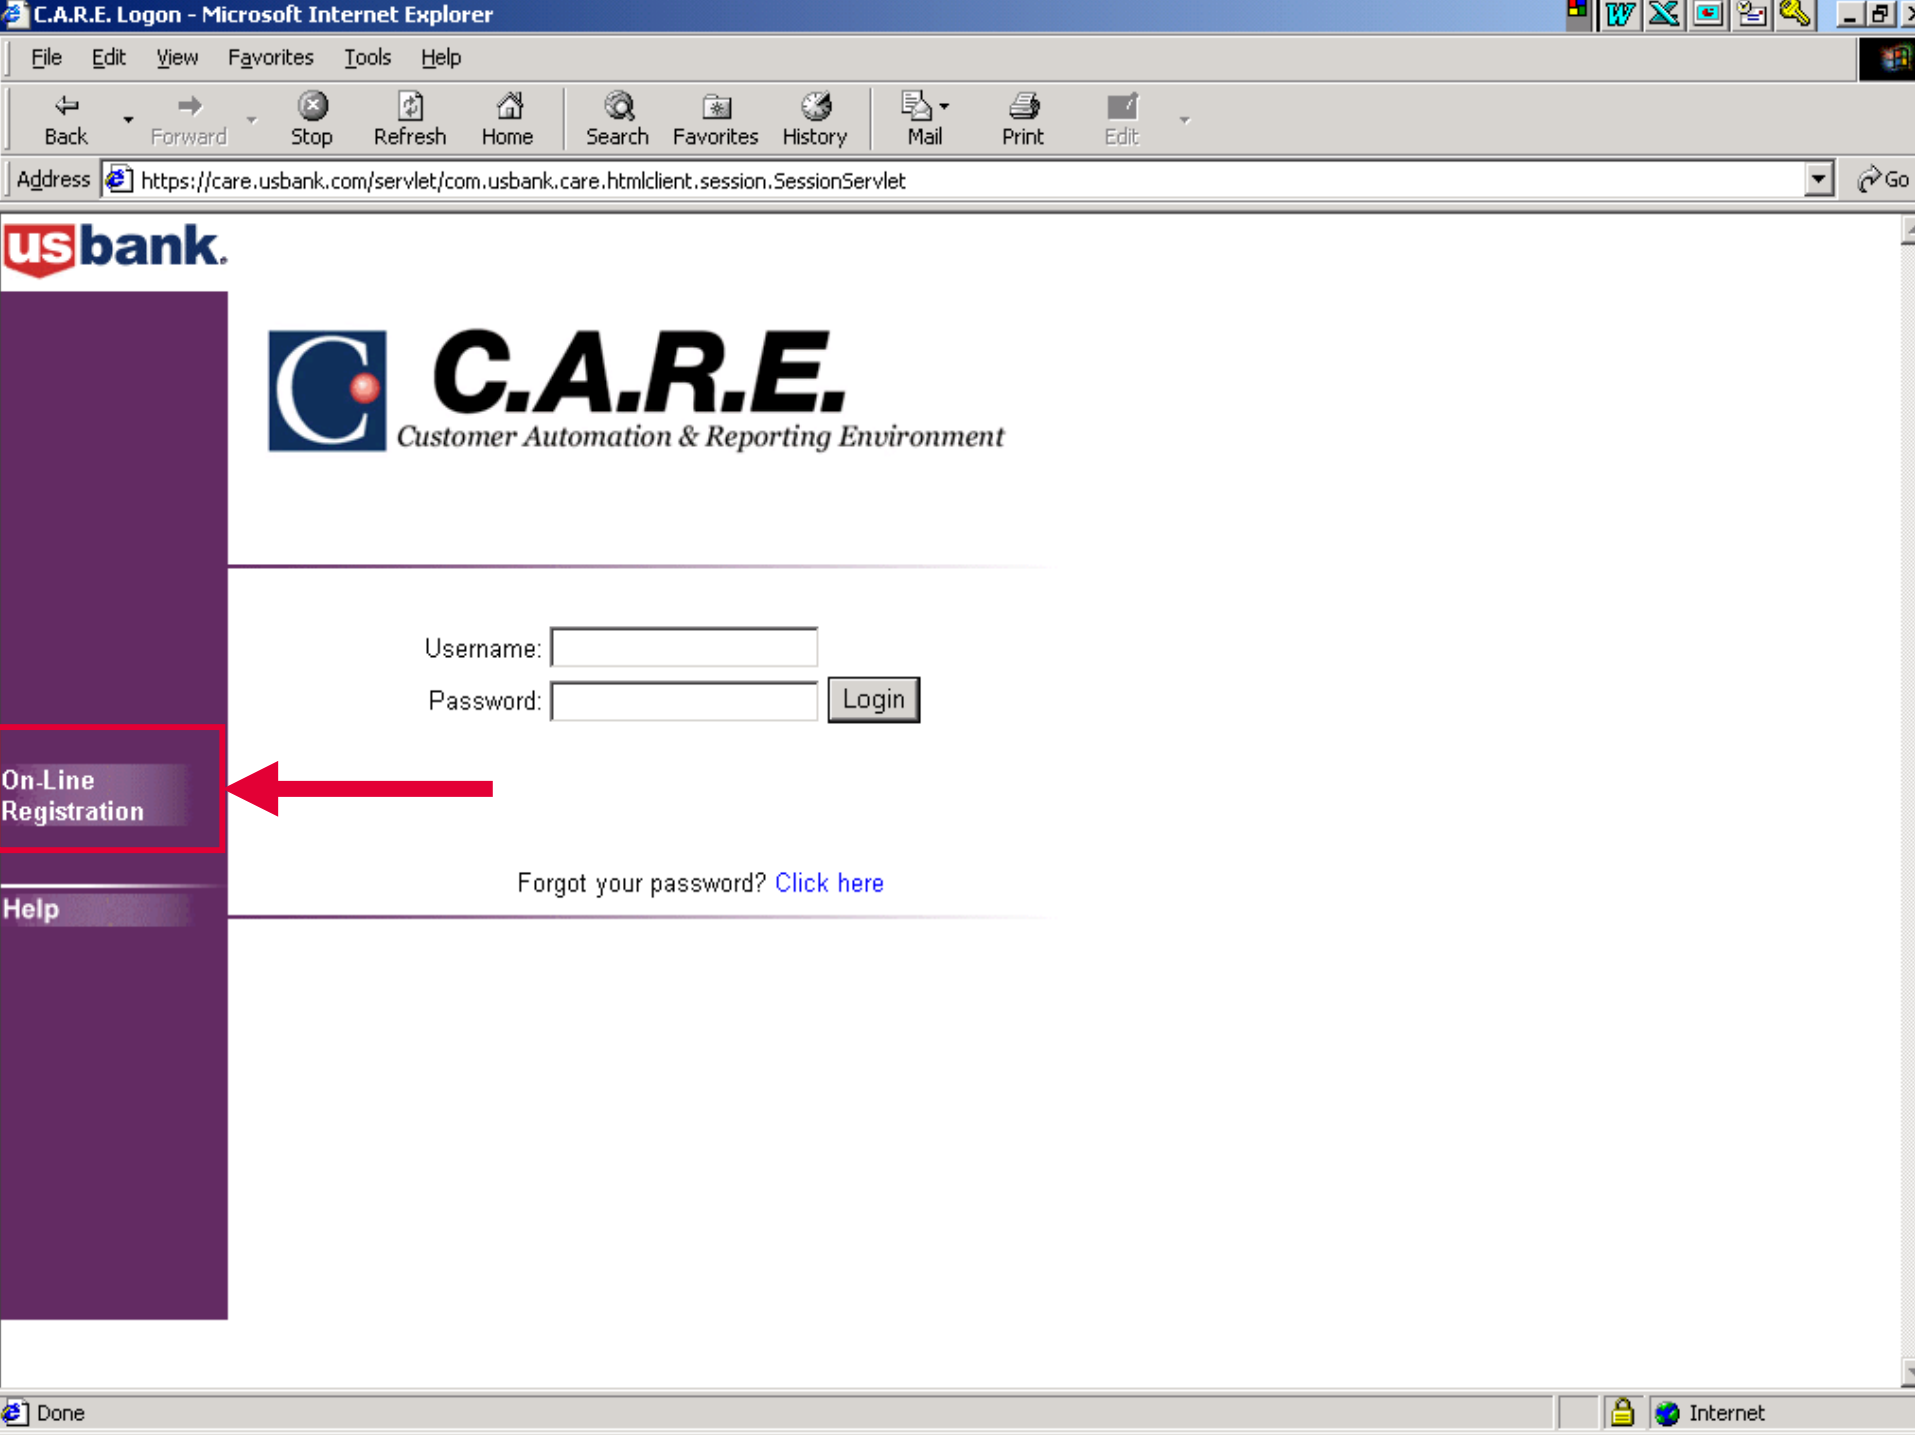 C.A.R.E. Logon - Microsoft Internet Explorer
File Edit View Favorites Tools Help
Back Forward Stop Refresh Home Search Favorites History Mail Print Edit
Address https://care.usbank.com/servlet/com.usbank.care.htmlclient.session.SessionServlet Go
usbank.
C.A.R.E.
Customer Automation & Reporting Environment
Username:
Password: Login
On-Line
Registration
Forgot your password? Click here
Help
Done Internet